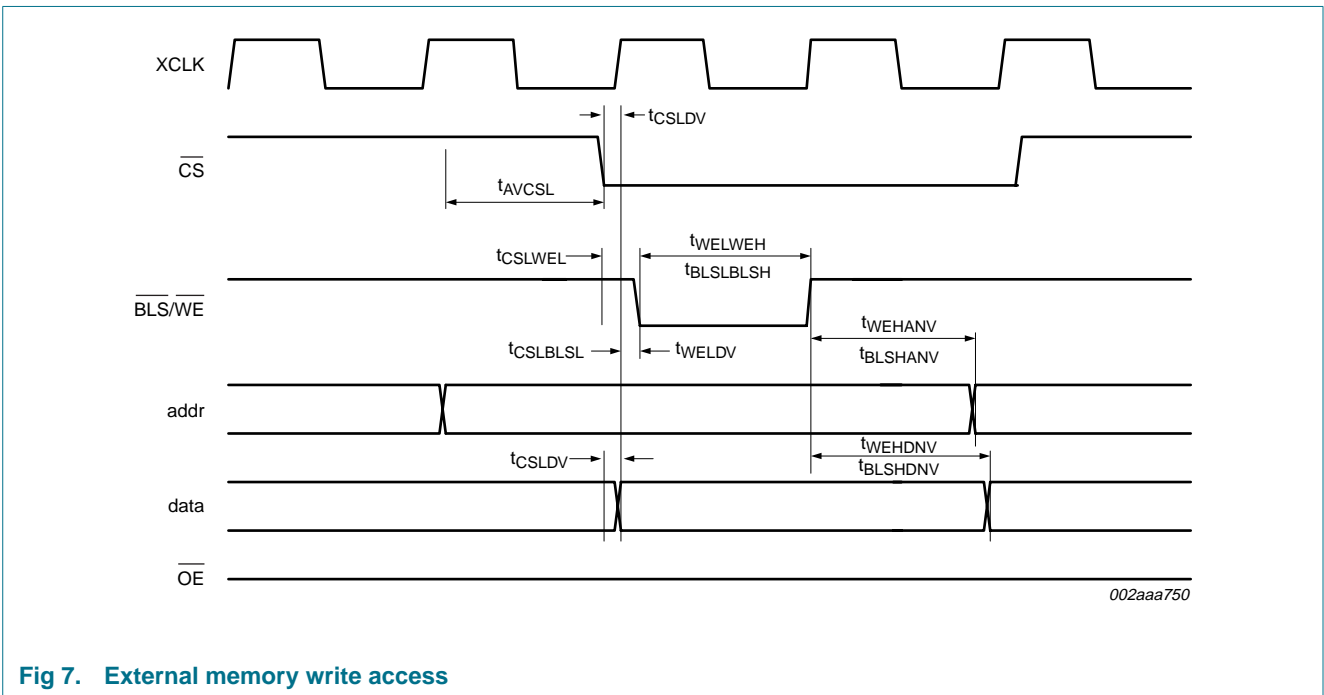 XCLK
tCSLDV
CS
tAVCSL
tCSLWEL
tWELWEH
tBLSLBLSH
BLS/WE
tCSLBLSL
tWELDV
tWEHANV
tBLSHANV
addr
tCSLDV
tWEHDNV
tBLSHDNV
data
OE
002aaa750
Fig 7. External memory write access